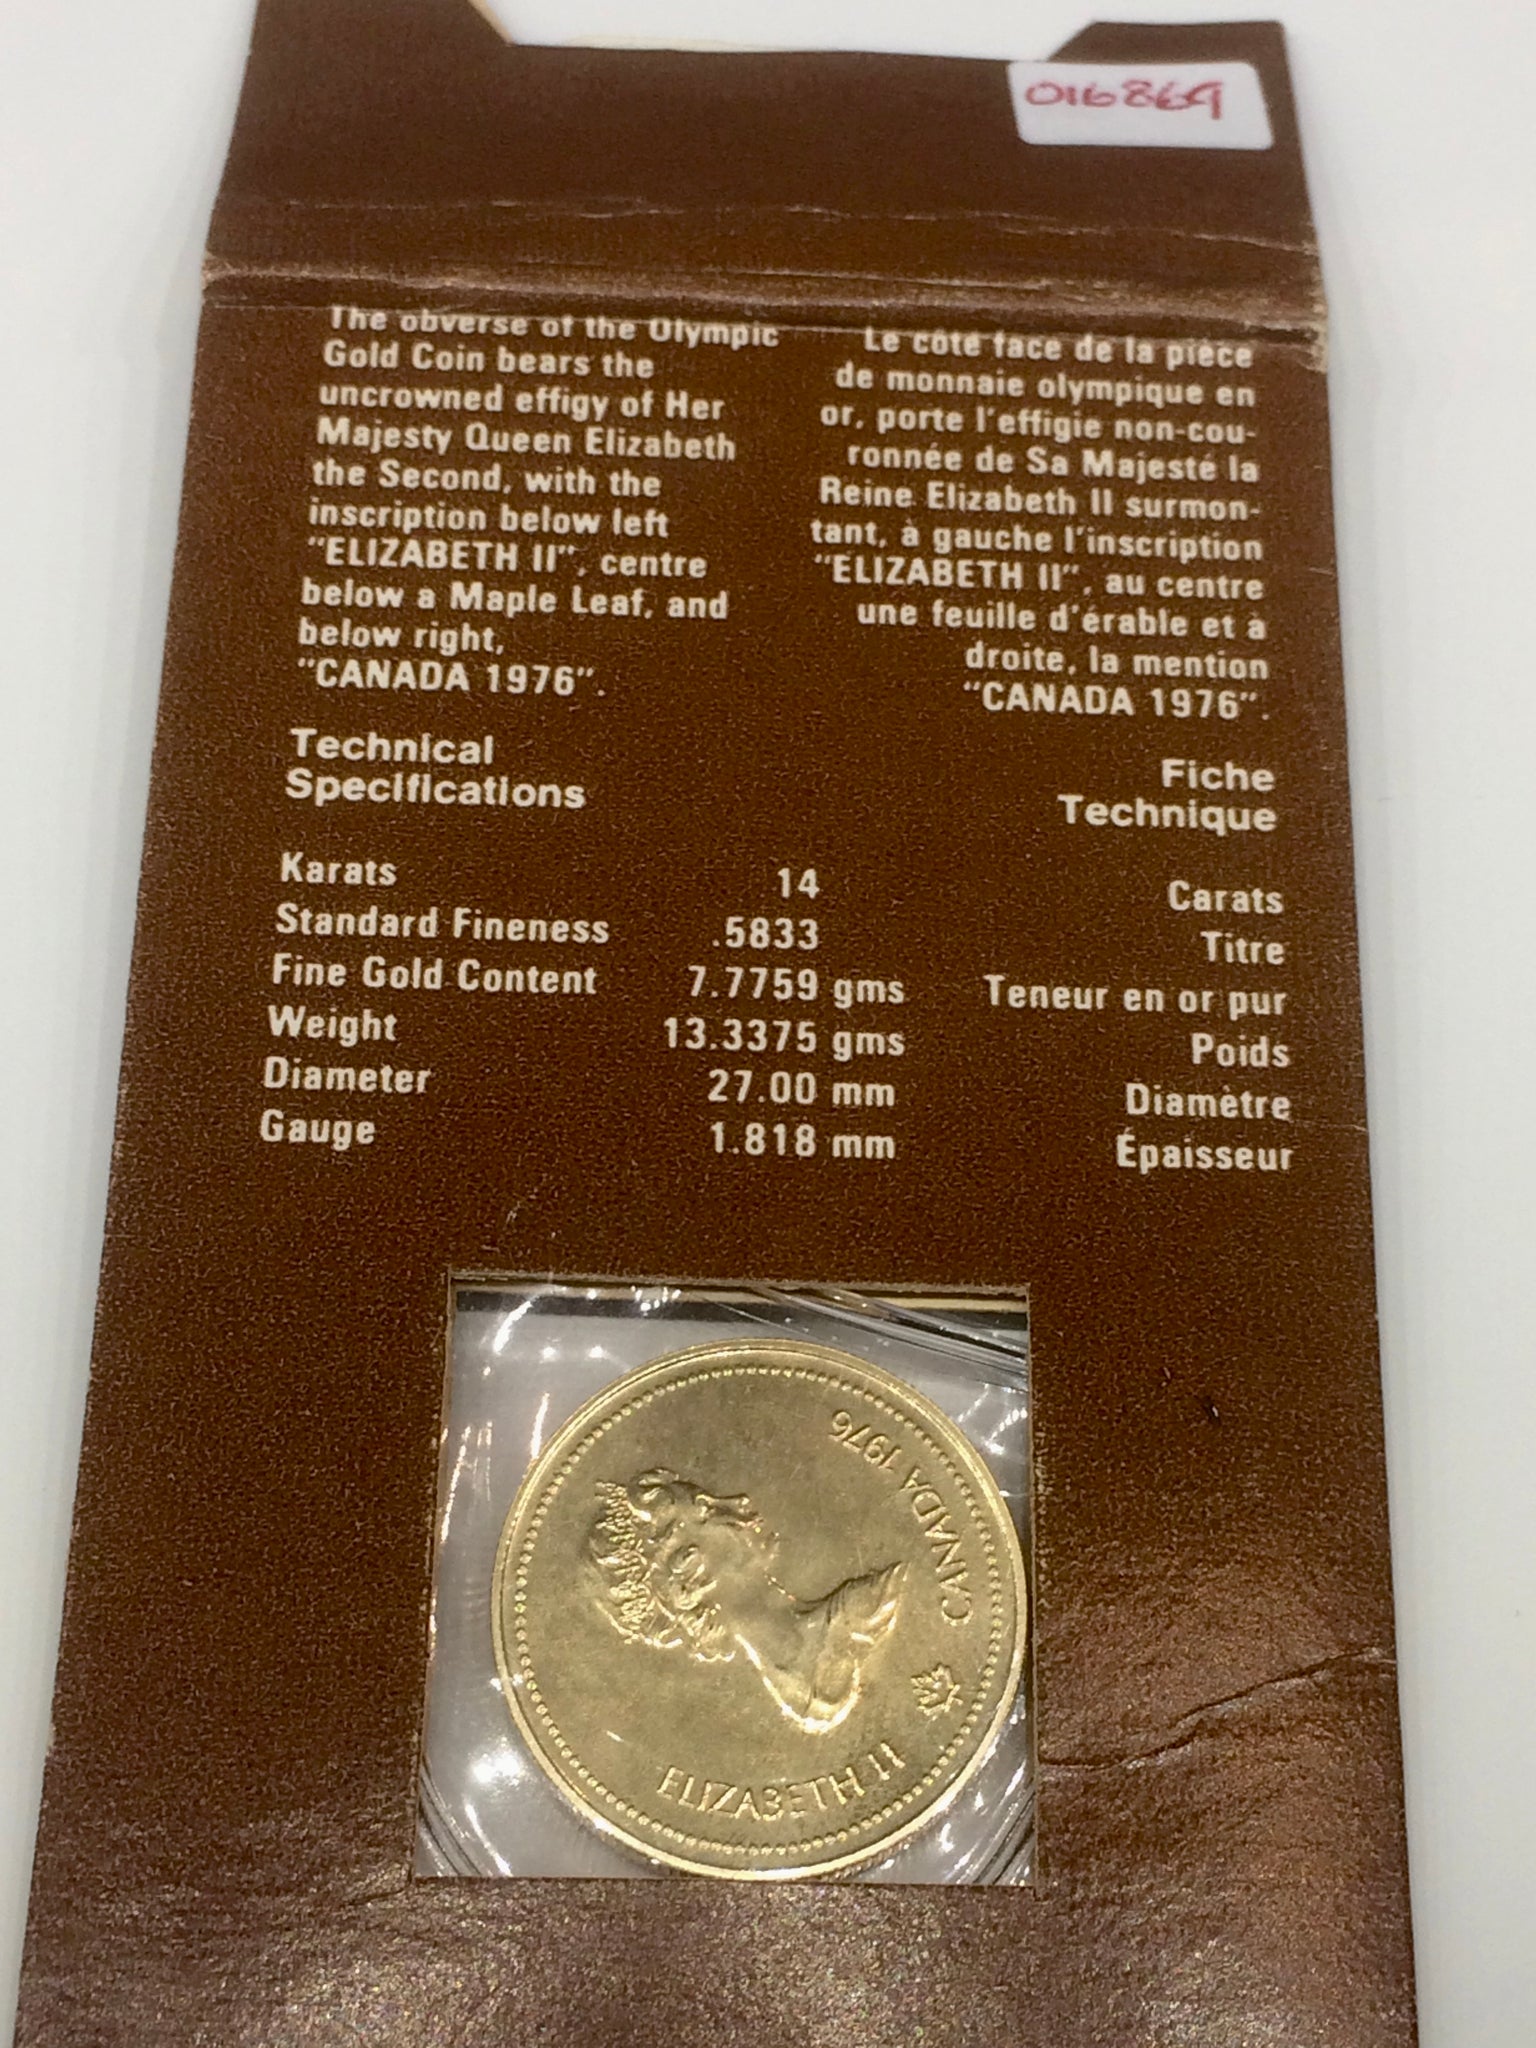 016869
The obverse of the Olympic
Gold Coin bears the
uncrowned effigy of Her
Majesty Queen Elizabeth
the Second, with the
inscription below left
"ELIZABETH II", centre
below a Maple Leaf, and
below right,
"CANADA 1976".
Le côté face de la pièce
de monnaie olympique en
or, porte l'effigie non-cou-
ronnée de Sa Majesté la
Reine Elizabeth II surmon-
tant, à gauche l'inscription
"ELIZABETH II", au centre
une feuille d'érable et à
droite, la mention
"CANADA 1976".
Technical
Specifications
Fiche
Technique
Karats 14 Carats
Standard Fineness .5833 Titre
Fine Gold Content 7.7759 gms Teneur en or pur
Weight 13.3375 gms Poids
Diameter 27.00 mm Diamètre
Gauge 1.818 mm Épaisseur
ELIZABETH II
CANADA 1976